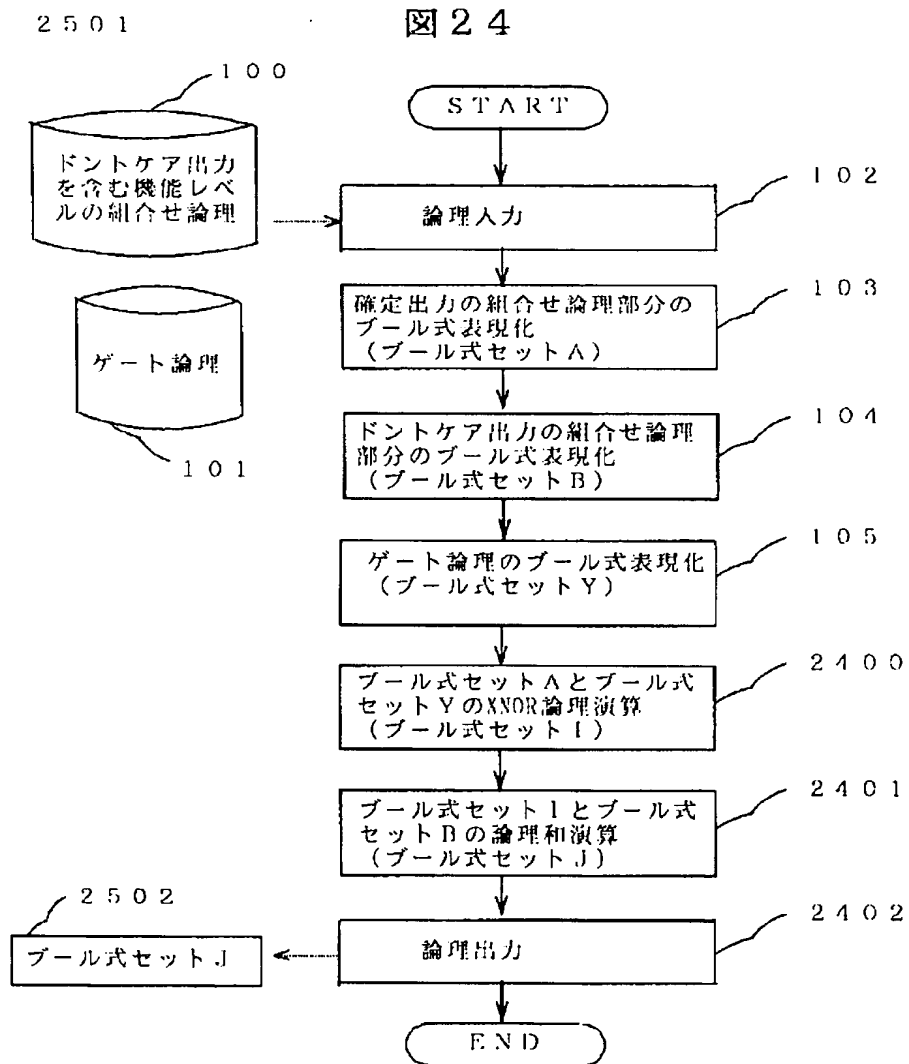 ２５０１
図２４
１００
ＳＴＡＲＴ
ドントケア出力
を含む機能レベ
ルの組合せ論理
論理入力
１０２
確定出力の組合せ論理部分の
ブール式表現化
（ブール式セットＡ）
１０３
ゲート論理
１０１
ドントケア出力の組合せ論理
部分のブール式表現化
（ブール式セットＢ）
１０４
ゲート論理のブール式表現化
（ブール式セットＹ）
１０５
ブール式セットＡとブール式
セットＹのXNOR論理演算
（ブール式セットＩ）
２４００
ブール式セットＩとブール式
セットＢの論理和演算
（ブール式セットＪ）
２４０１
２５０２
ブール式セットＪ
論理出力
２４０２
ＥＮＤ